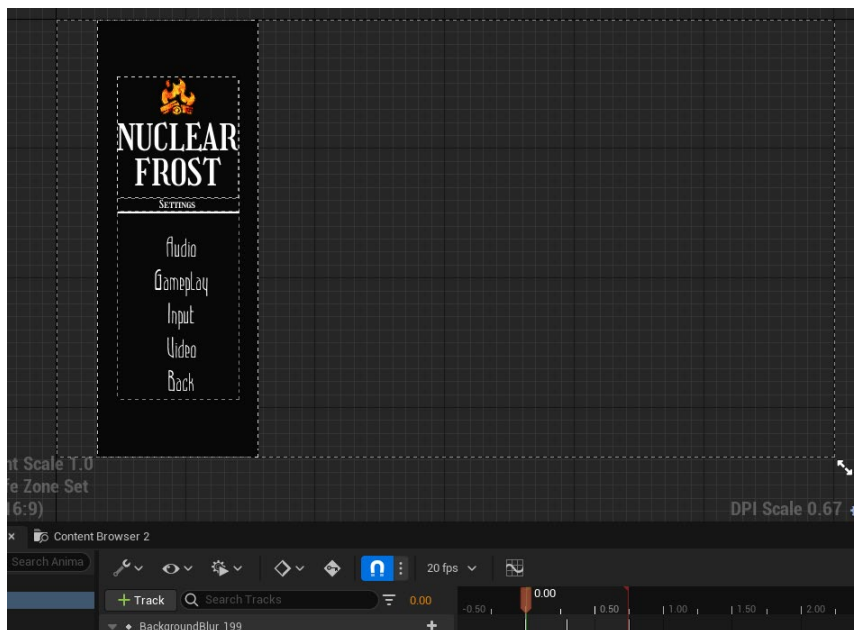 NUCLEAR
FROST
SETTINGS
Audio
Gameplay
Input
Video
Back
nt Scale 1.0
fe Zone Set
16:9)
DPI Scale 0.67
Content Browser 2
Search Anima
20 fps
+ Track
Search Tracks
0.00
0.00
-0.50
0.50
1.00
1.50
2.00
BackgroundBlur_199